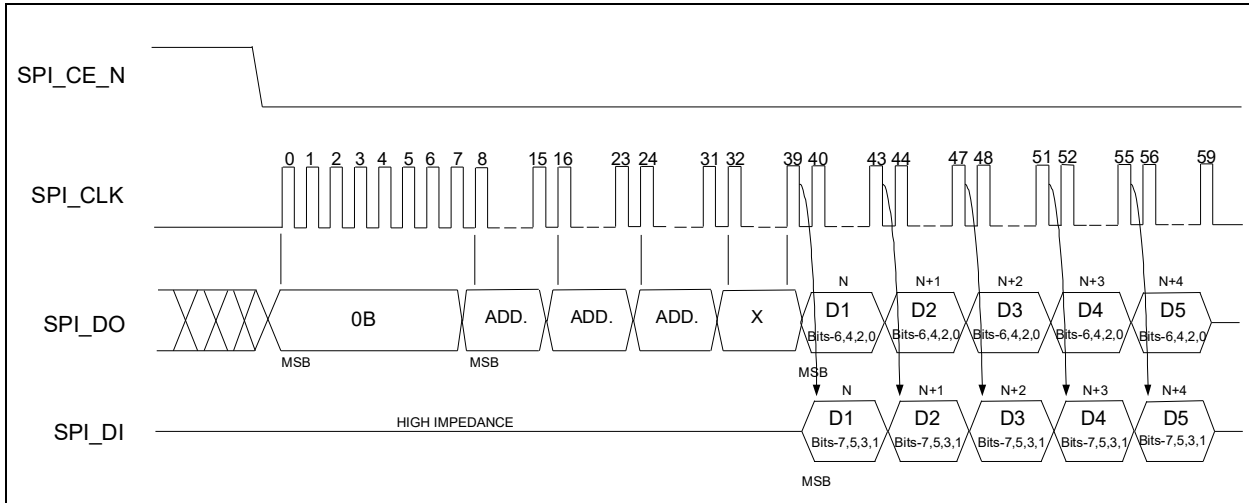 SPI_CE_N
0 1 2 3 4 5 6 7 8 15 16 23 24 31 32 39 40 43 44 47 48 51 52 55 56 59
SPI_CLK
N N+1 N+2 N+3 N+4
SPI_DO 0B ADD. ADD. ADD. X D1 D2 D3 D4 D5
Bits-6,4,2,0 Bits-6,4,2,0 Bits-6,4,2,0 Bits-6,4,2,0 Bits-6,4,2,0
MSB MSB MSB
N N+1 N+2 N+3 N+4
SPI_DI HIGH IMPEDANCE D1 D2 D3 D4 D5
Bits-7,5,3,1 Bits-7,5,3,1 Bits-7,5,3,1 Bits-7,5,3,1 Bits-7,5,3,1
MSB